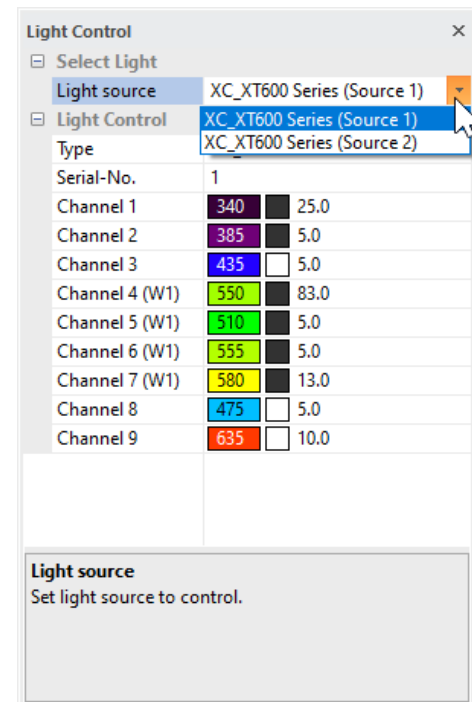 Light Control
Select Light
Light source XC_XT600 Series (Source 1)
Light Control XC_XT600 Series (Source 1)
XC_XT600 Series (Source 2)
Type
Serial-No. 1
Channel 1 340 25.0
Channel 2 385 5.0
Channel 3 435 5.0
Channel 4 (W1) 550 83.0
Channel 5 (W1) 510 5.0
Channel 6 (W1) 555 5.0
Channel 7 (W1) 580 13.0
Channel 8 475 5.0
Channel 9 635 10.0
Light source
Set light source to control.